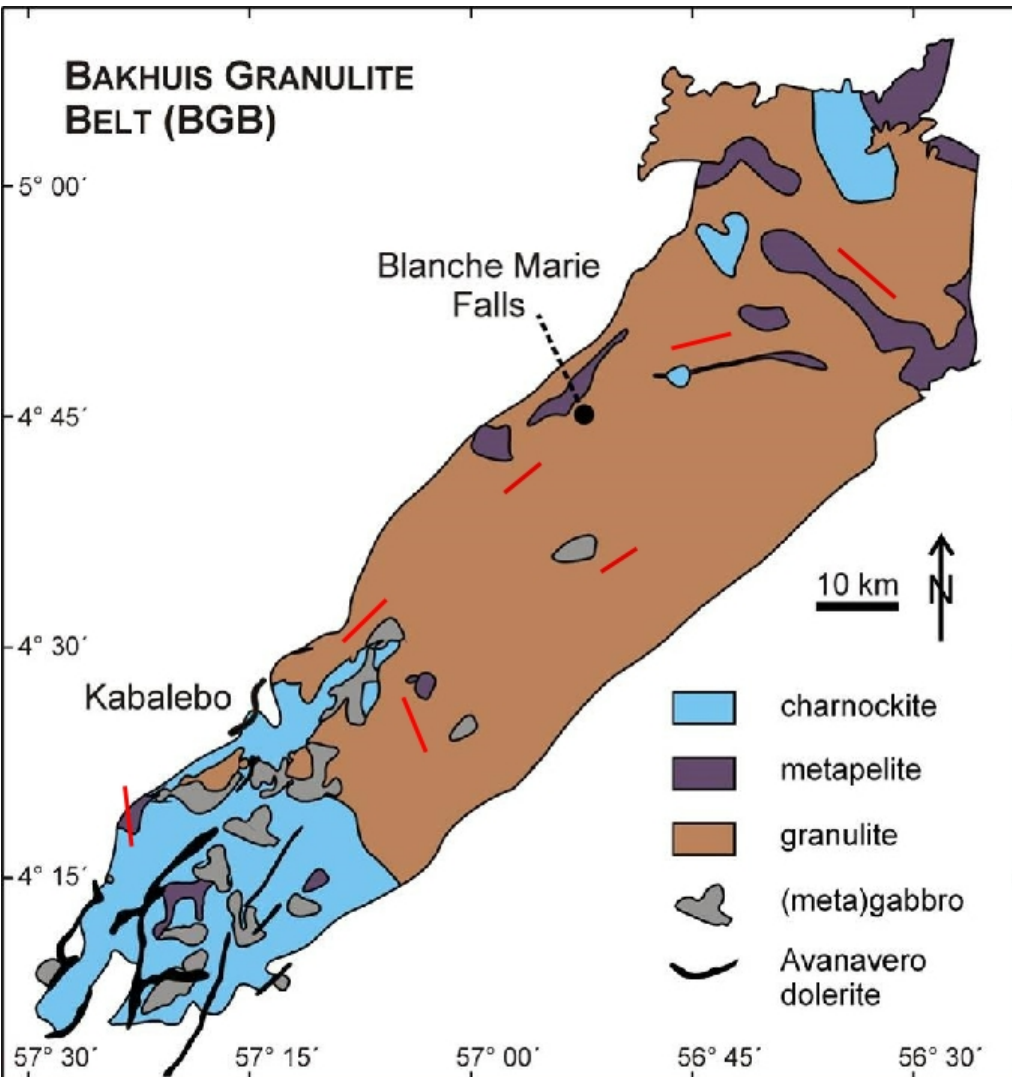 BAKHUIS GRANULITE
BELT (BGB)
5° 00´
Blanche Marie
Falls
4° 45´
10 km
N
4° 30´
Kabalebo
charnockite
metapelite
granulite
4° 15´
(meta)gabbro
Avanavero
dolerite
57° 30´
57° 15´
57° 00´
56° 45´
56° 30´